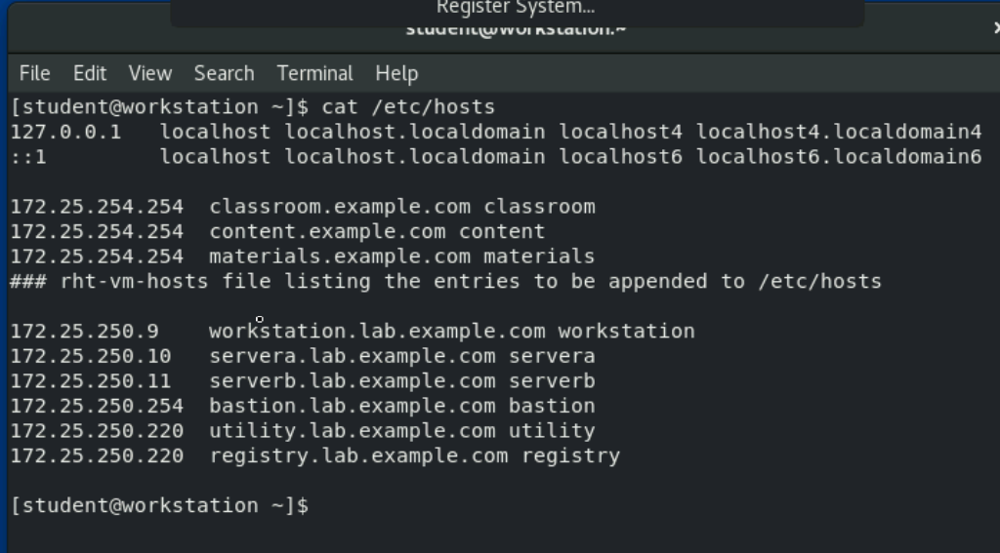 Register System...
student@workstation:~
File Edit View Search Terminal Help
[student@workstation ~]$ cat /etc/hosts
127.0.0.1   localhost localhost.localdomain localhost4 localhost4.localdomain4
::1         localhost localhost.localdomain localhost6 localhost6.localdomain6
172.25.254.254  classroom.example.com classroom
172.25.254.254  content.example.com content
172.25.254.254  materials.example.com materials
### rht-vm-hosts file listing the entries to be appended to /etc/hosts
172.25.250.9    workstation.lab.example.com workstation
172.25.250.10   servera.lab.example.com servera
172.25.250.11   serverb.lab.example.com serverb
172.25.250.254  bastion.lab.example.com bastion
172.25.250.220  utility.lab.example.com utility
172.25.250.220  registry.lab.example.com registry
[student@workstation ~]$